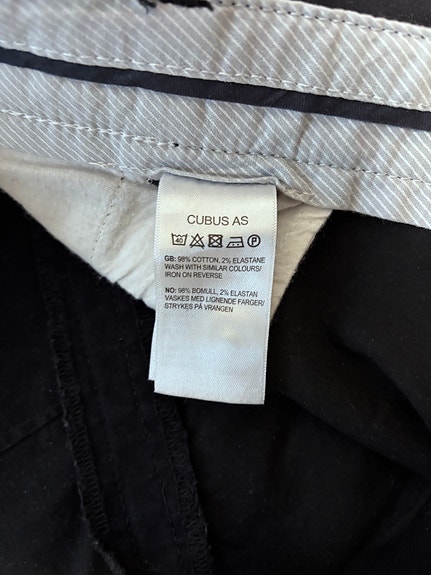 CUBUS AS
40 P
GB: 98% COTTON, 2% ELASTANE
WASH WITH SIMILAR COLOURS/
IRON ON REVERSE
NO: 98% BOMULL, 2% ELASTAN
VASKES MED LIGNENDE FARGER/
STRYKES PÅ VRANGEN